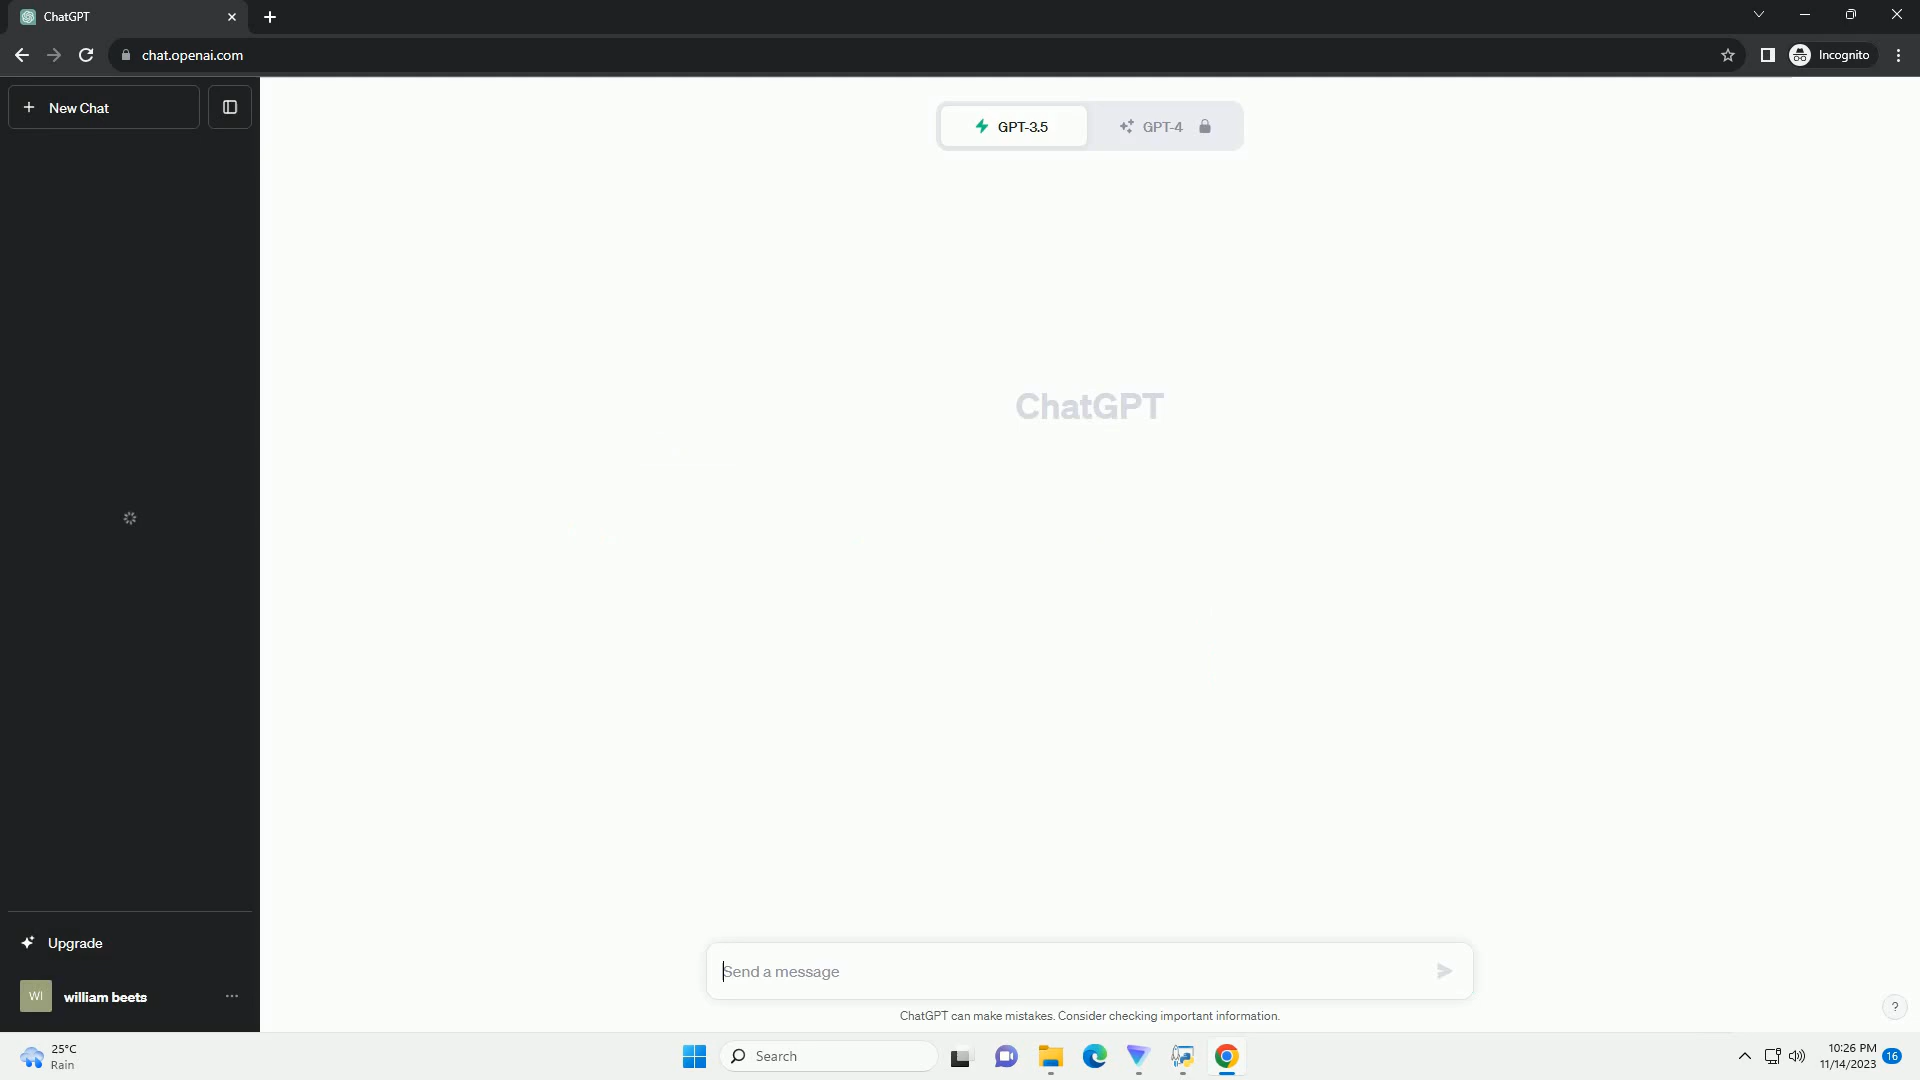 ChatGPT
chat.openai.com
Incognito
New Chat
GPT-3.5
GPT-4
ChatGPT
Upgrade
WI
william beets
Send a message
ChatGPT can make mistakes. Consider checking important information.
?
25°C
Rain
Search
10:26 PM
11/14/2023
16